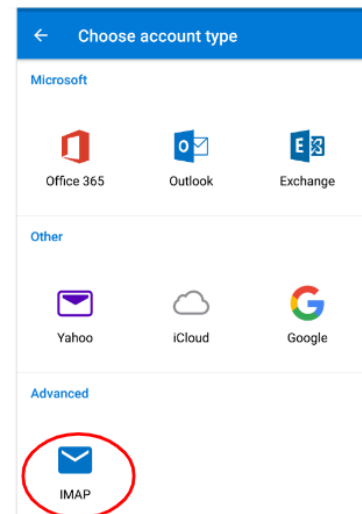 Choose account type
Microsoft
Office 365 Outlook Exchange
Other
Yahoo iCloud Google
Advanced
IMAP